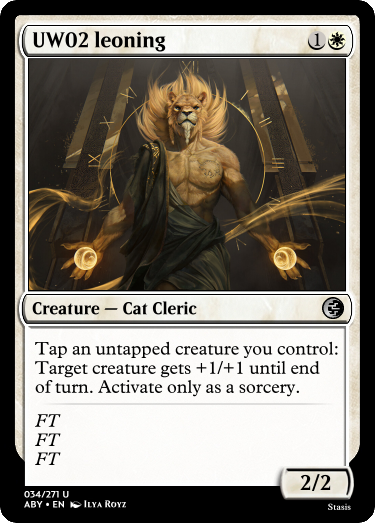 UW02 leoning
1
Creature — Cat Cleric
Tap an untapped creature you control:
Target creature gets +1/+1 until end
of turn. Activate only as a sorcery.
FT
FT
FT
2/2
034/271 U
ABY • EN Ilya Royz
Stasis